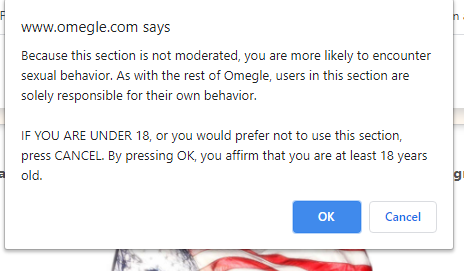 www.omegle.com says
Because this section is not moderated, you are more likely to encounter
sexual behavior. As with the rest of Omegle, users in this section are
solely responsible for their own behavior.
IF YOU ARE UNDER 18, or you would prefer not to use this section,
press CANCEL. By pressing OK, you affirm that you are at least 18 years
old.
OK
Cancel